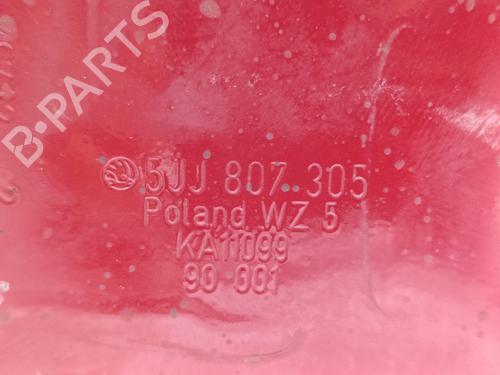 5JJ 807 305
Poland WZ 5
KA11099
90 001
B-PARTS